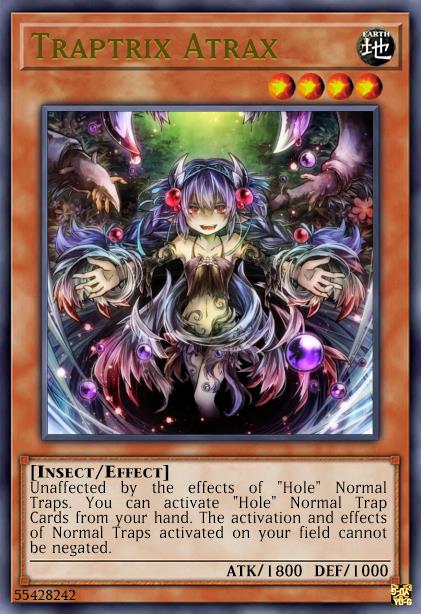 Traptrix Atrax
EARTH
地
[Insect/Effect]
Unaffected by the effects of "Hole" Normal
Traps. You can activate "Hole" Normal Trap
Cards from your hand. The activation and effects
of Normal Traps activated on your field cannot
be negated.
ATK/1800 DEF/1000
55428242